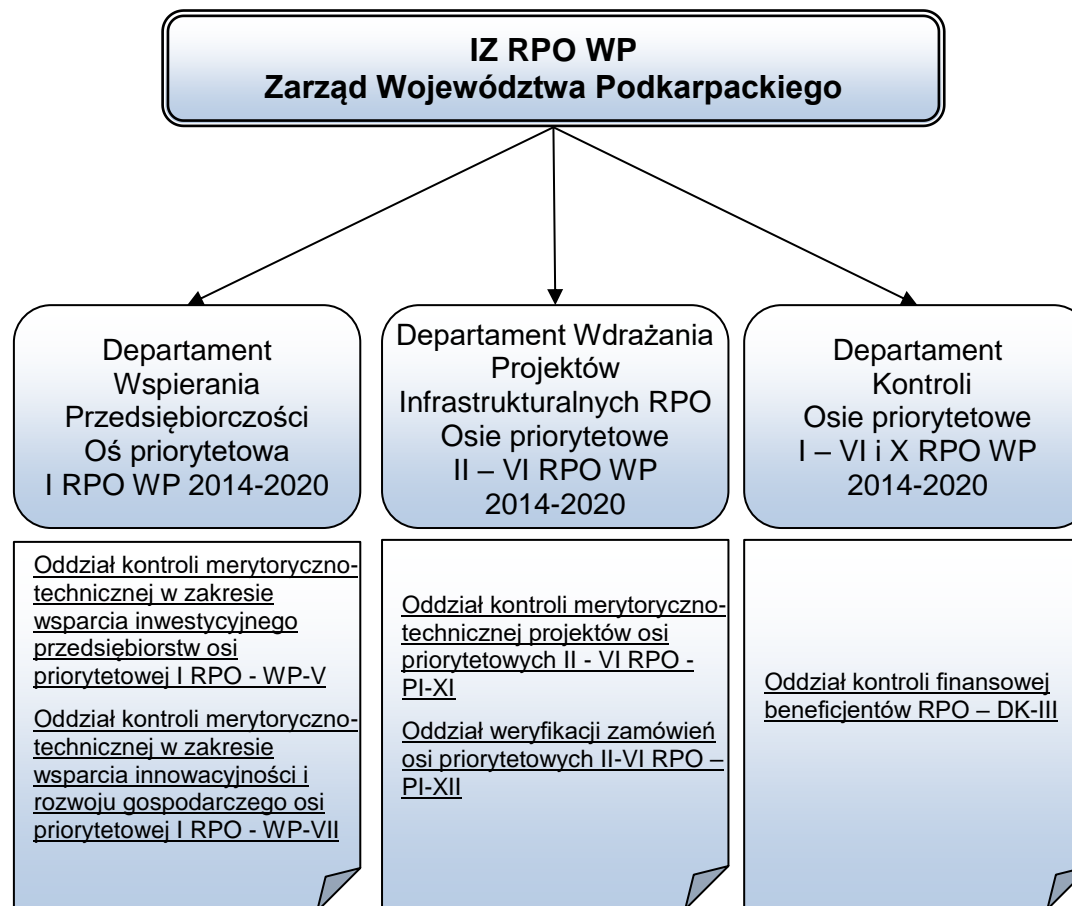 IZ RPO WP
Zarząd Województwa Podkarpackiego
Departament
Wspierania
Przedsiębiorczości
Oś priorytetowa
I RPO WP 2014-2020
Departament Wdrażania
Projektów
Infrastrukturalnych RPO
Osie priorytetowe
II – VI RPO WP
2014-2020
Departament
Kontroli
Osie priorytetowe
I – VI i X RPO WP
2014-2020
Oddział kontroli merytoryczno-
technicznej w zakresie
wsparcia inwestycyjnego
przedsiębiorstw osi
priorytetowej I RPO - WP-V
Oddział kontroli merytoryczno-
technicznej w zakresie
wsparcia innowacyjności i
rozwoju gospodarczego osi
priorytetowej I RPO - WP-VII
Oddział kontroli merytoryczno-
technicznej projektów osi
priorytetowych II - VI RPO -
PI-XI
Oddział weryfikacji zamówień
osi priorytetowych II-VI RPO –
PI-XII
Oddział kontroli finansowej
beneficjentów RPO – DK-III